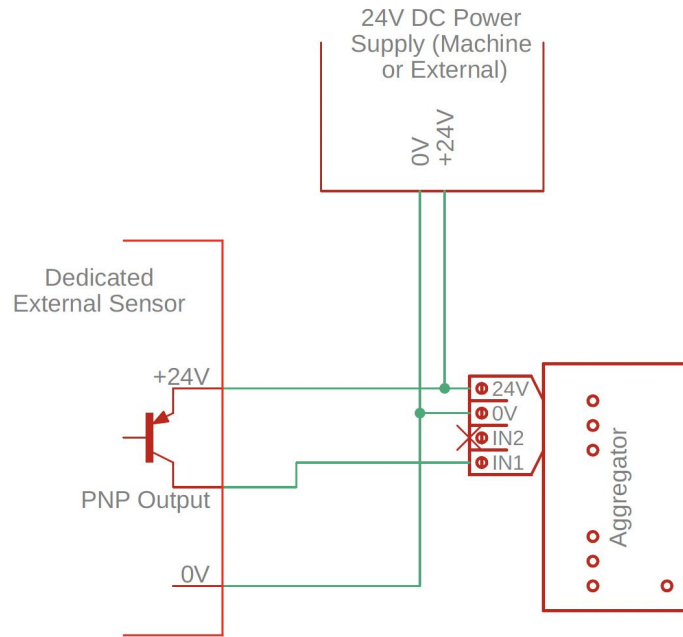 24V DC Power
Supply (Machine
or External)
0V
+24V
Dedicated
External Sensor
+24V
PNP Output
0V
24V
0V
IN2
IN1
Aggregator